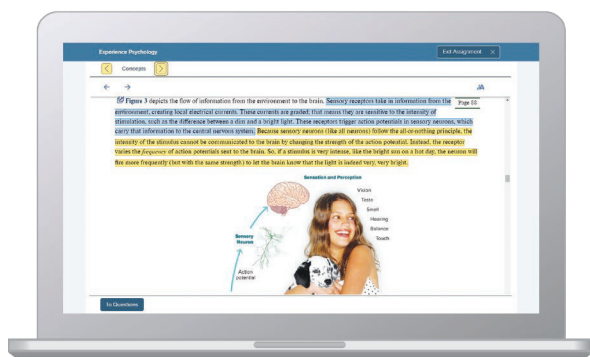 Experience Psychology
Exit Assignment X
Concepts
Figure 3 depicts the flow of information from the environment to the brain. Sensory receptors take in information from the
Page 88
environment, creating local electrical currents. These currents are graded; that means they are sensitive to the intensity of
stimulation, such as the difference between a dim and a bright light. These receptors trigger action potentials in sensory neurons, which
carry that information to the central nervous system. Because sensory neurons (like all neurons) follow the all-or-nothing principle, the
intensity of the stimulus cannot be communicated to the brain by changing the strength of the action potential. Instead, the receptor
varies the frequency of action potentials sent to the brain. So, if a stimulus is very intense, like the bright sun on a hot day, the neuron will
fire more frequently (but with the same strength) to let the brain know that the light is indeed very, very bright.
Sensation and Perception
Vision
Taste
Smell
Hearing
Balance
Touch
Sensory
Neuron
Action
potential
To Questions